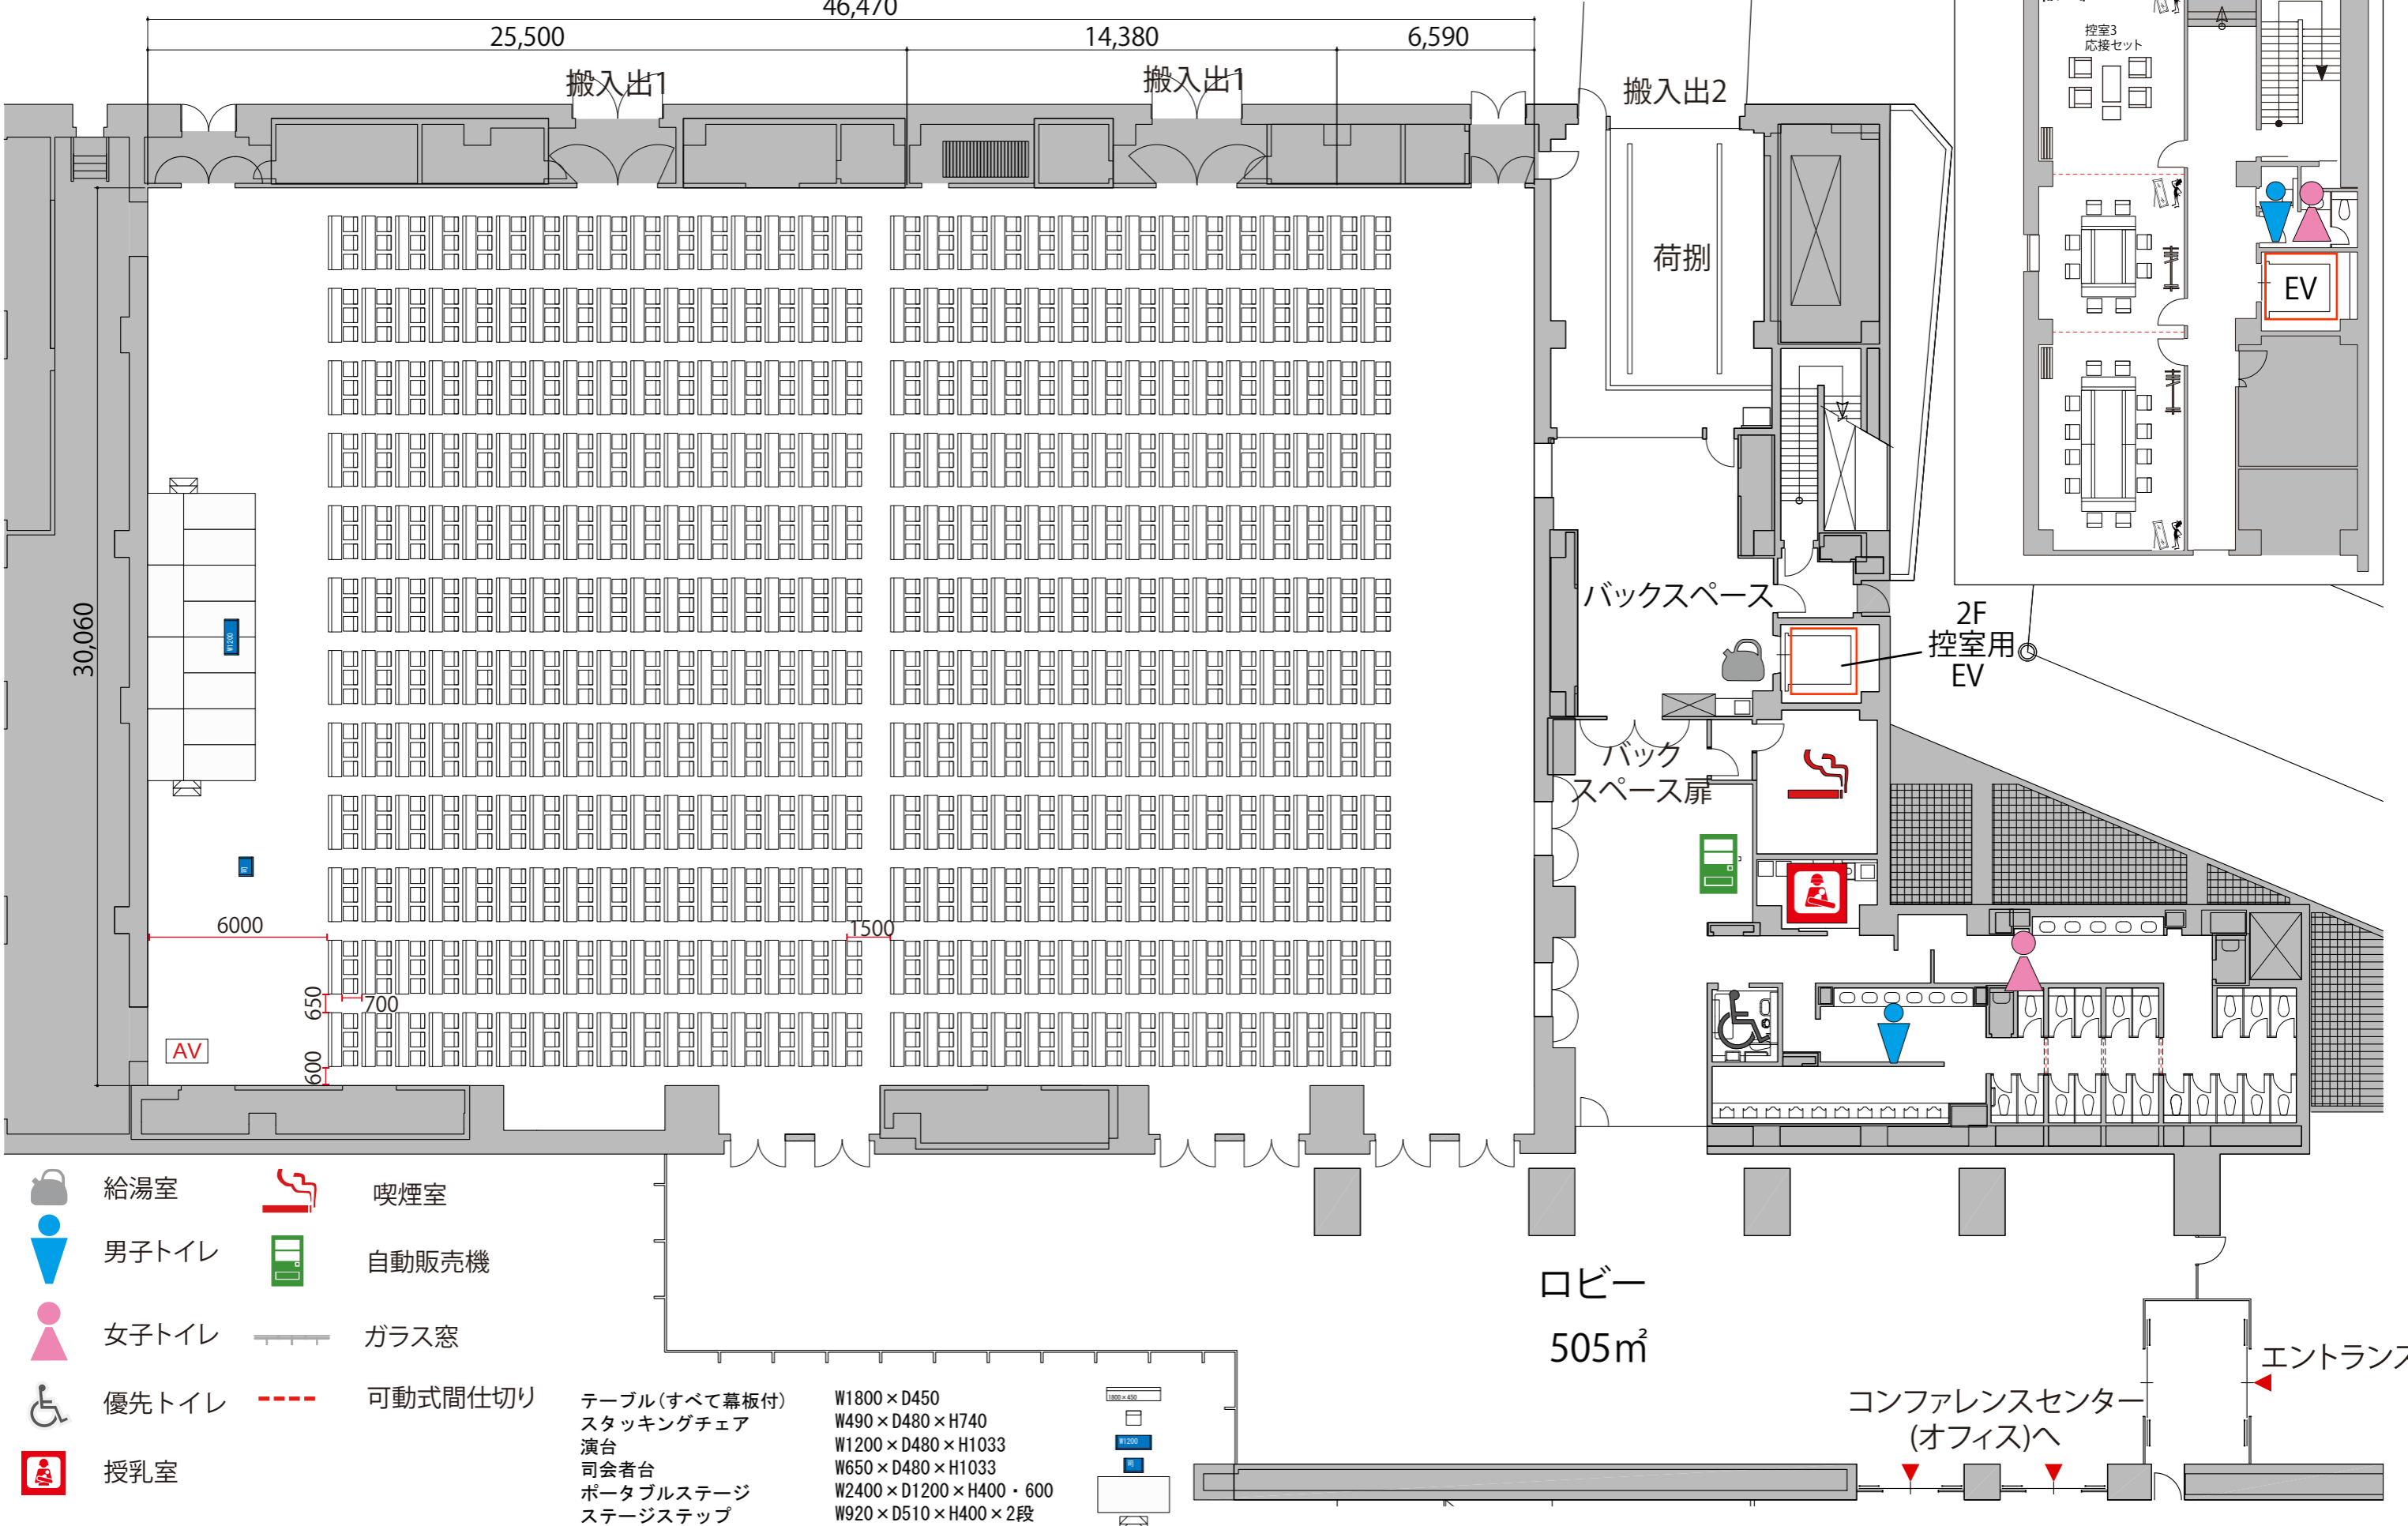 46,470
25,500
14,380
6,590
搬入出1
搬入出1
搬入出2
控室3
応接セット
荷捌
EV
30,060
W1200
バックスペース
2F
控室用
EV
バック
スペース扉
6000
1500
650
700
600
AV
給湯室
喫煙室
男子トイレ
自動販売機
女子トイレ
ガラス窓
優先トイレ
可動式間仕切り
授乳室
ロビー
505㎡
エントランス
コンファレンスセンター
(オフィス)へ
テーブル(すべて幕板付) W1800×D450 1800×450
スタッキングチェア W490×D480×H740
演台 W1200×D480×H1033 W1200
司会者台 W650×D480×H1033
ポータブルステージ W2400×D1200×H400・600
ステージステップ W920×D510×H400×2段